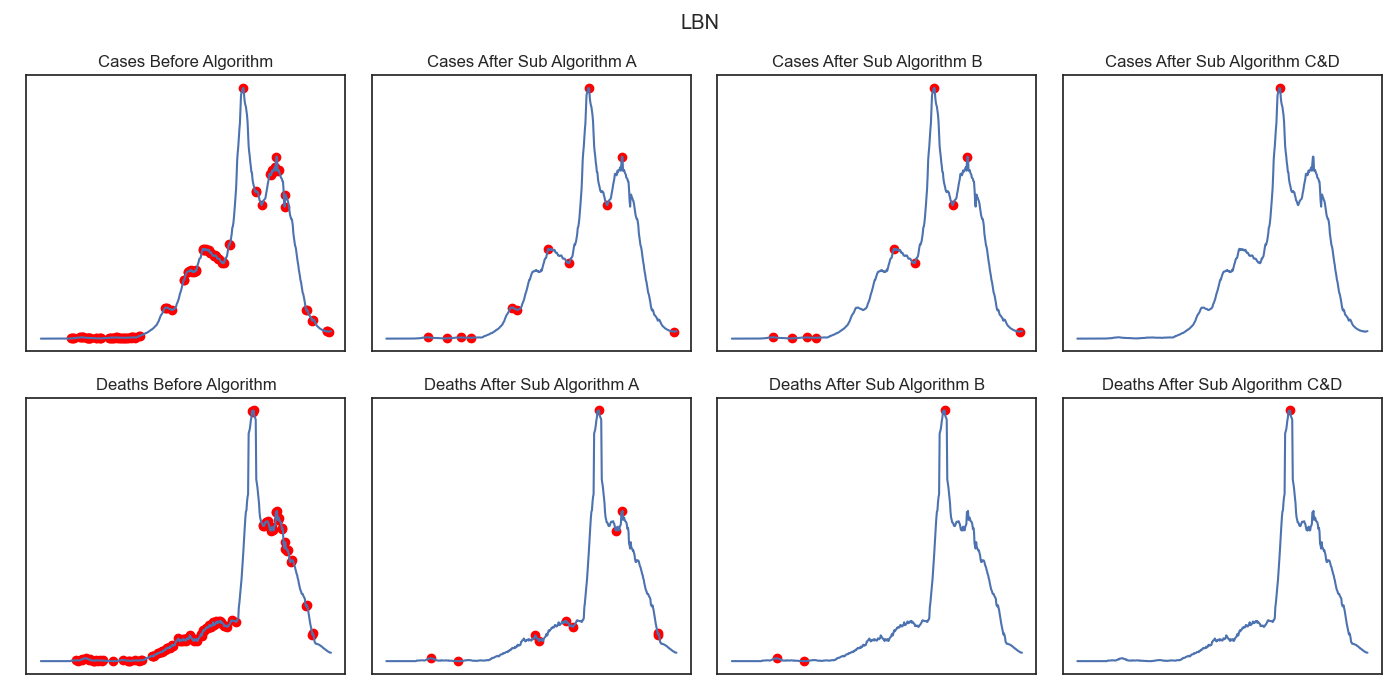 LBN
Cases Before Algorithm
Cases After Sub Algorithm A
Cases After Sub Algorithm B
Cases After Sub Algorithm C&D
Deaths Before Algorithm
Deaths After Sub Algorithm A
Deaths After Sub Algorithm B
Deaths After Sub Algorithm C&D